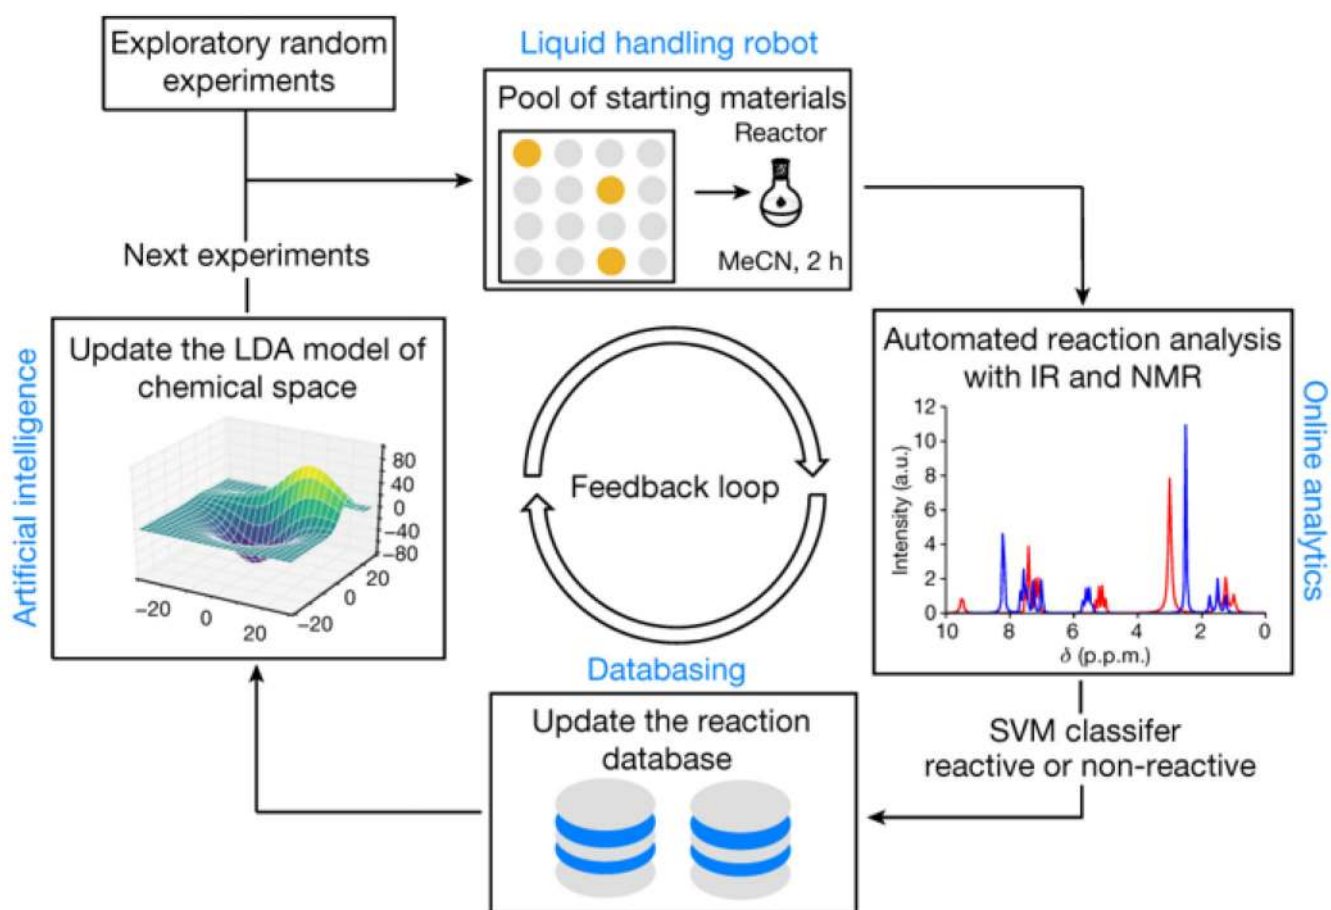 Exploratory random
experiments
Liquid handling robot
Pool of starting materials
Reactor
MeCN, 2 h
Next experiments
Artificial intelligence
Update the LDA model of
chemical space
80
40
0
−40
−80
20
0
−20
−20
0
20
Feedback loop
Automated reaction analysis
with IR and NMR
Intensity (a.u.)
12
10
8
6
4
2
0
10
8
6
4
2
0
δ (p.p.m.)
Online analytics
SVM classifer
reactive or non-reactive
Databasing
Update the reaction
database